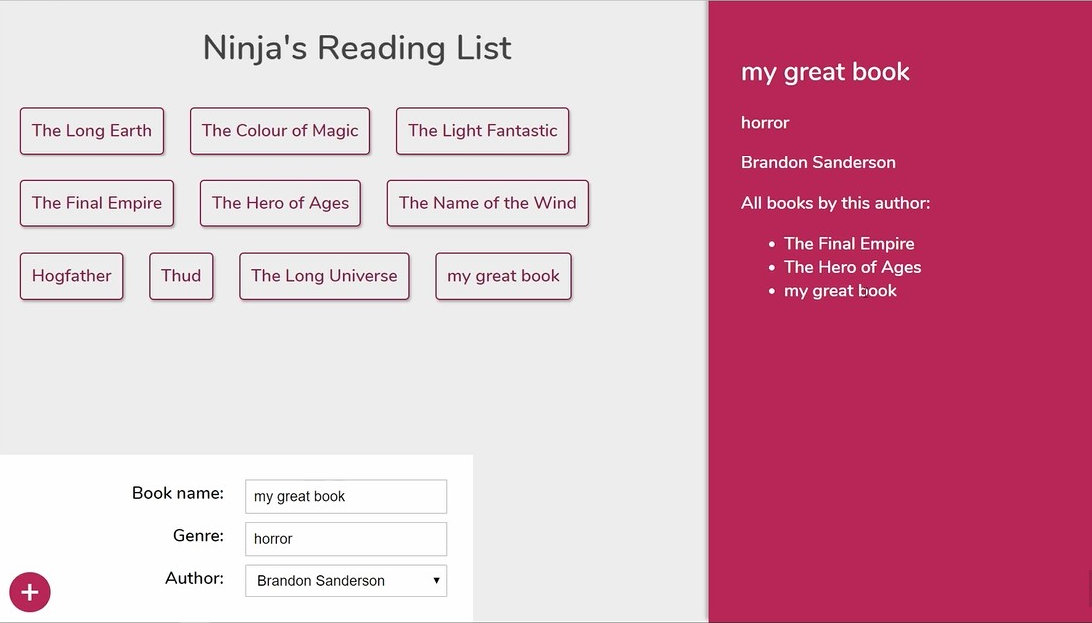 Ninja's Reading List
The Long Earth
The Colour of Magic
The Light Fantastic
The Final Empire
The Hero of Ages
The Name of the Wind
Hogfather
Thud
The Long Universe
my great book
Book name:
my great book
Genre:
horror
Author:
Brandon Sanderson
+
my great book
horror
Brandon Sanderson
All books by this author:
• The Final Empire
• The Hero of Ages
• my great book